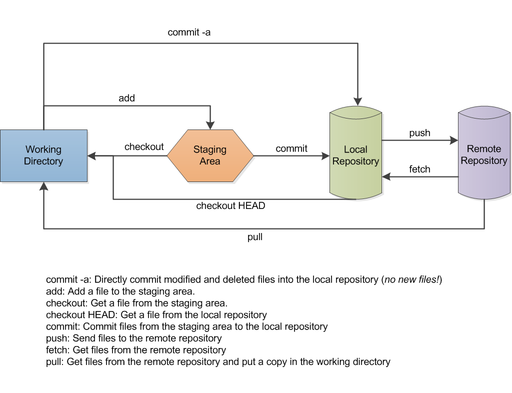 commit -a
add
Working
Directory
checkout
Staging
Area
commit
Local
Repository
push
fetch
Remote
Repository
checkout HEAD
pull
commit -a: Directly commit modified and deleted files into the local repository (no new files!)
add: Add a file to the staging area.
checkout: Get a file from the staging area.
checkout HEAD: Get a file from the local repository
commit: Commit files from the staging area to the local repository
push: Send files to the remote repository
fetch: Get files from the remote repository
pull: Get files from the remote repository and put a copy in the working directory